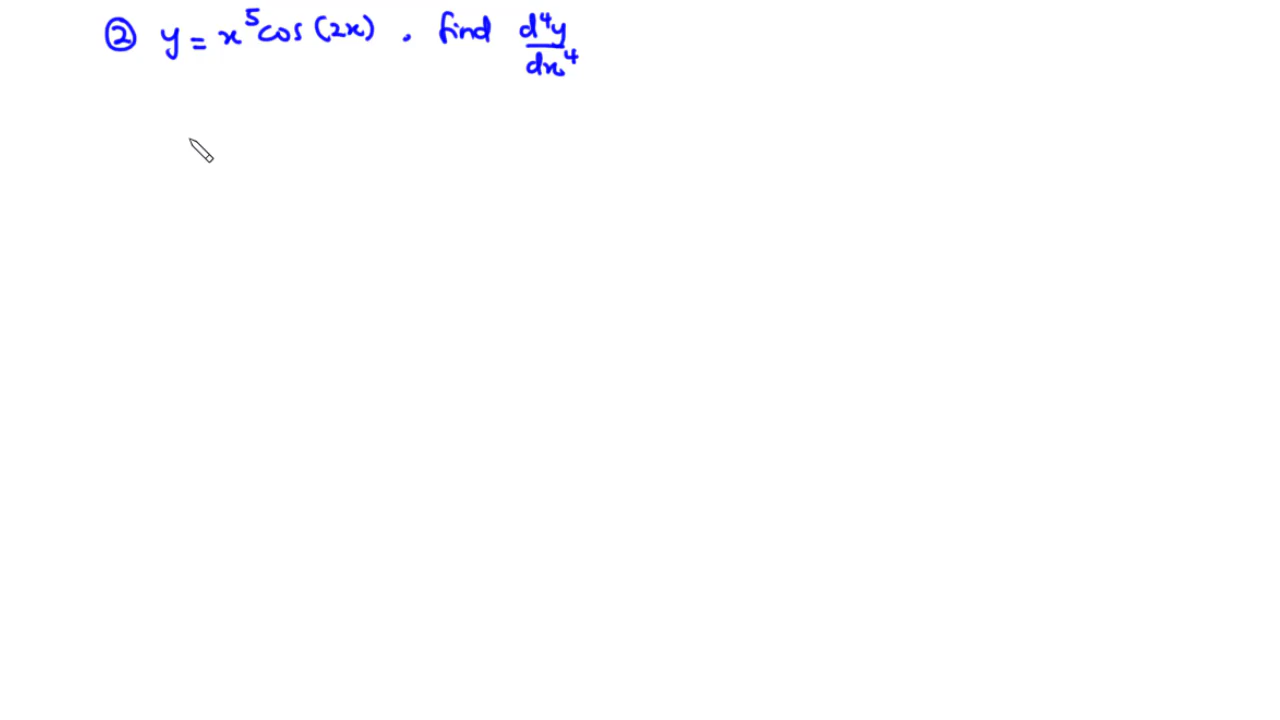 ② y = x⁵cos(2x) . find d⁴y/dx⁴